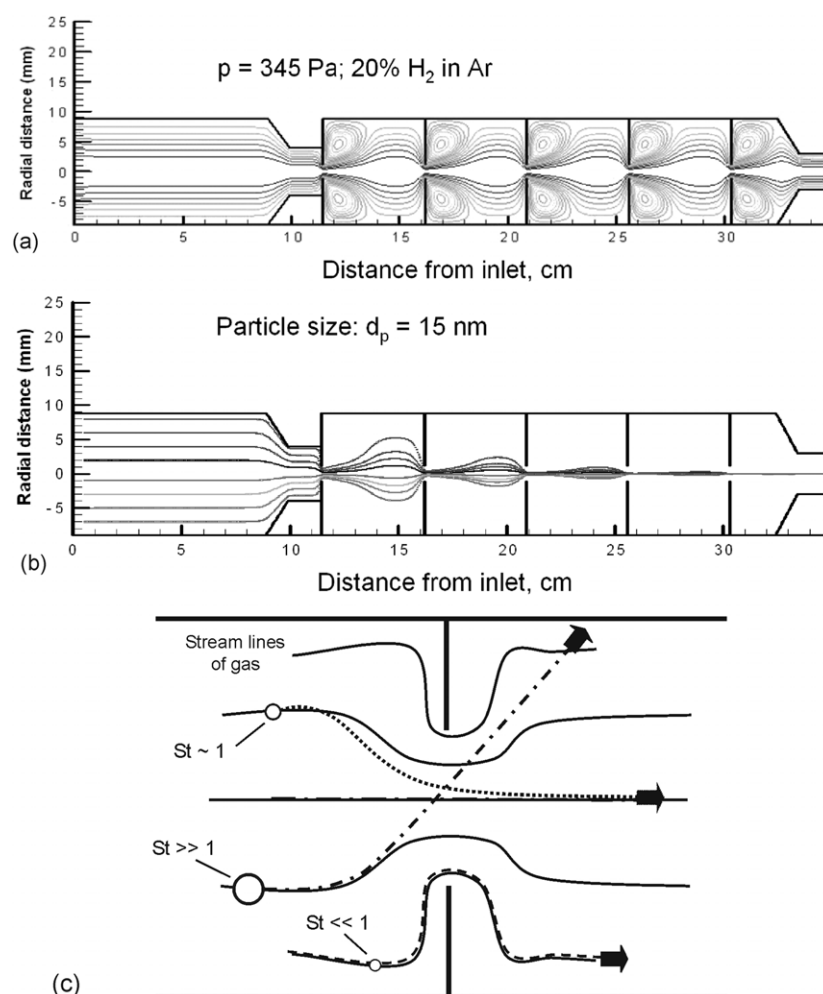 25
20
15
10
5
0
-5
Radial distance (mm)
p = 345 Pa; 20% H₂ in Ar
0 5 10 15 20 25 30
(a)
Distance from inlet, cm
25
20
15
10
5
0
-5
Radial distance (mm)
Particle size: dₚ = 15 nm
0 5 10 15 20 25 30
(b)
Distance from inlet, cm
Stream lines
of gas
St ~ 1
St >> 1
St << 1
(c)